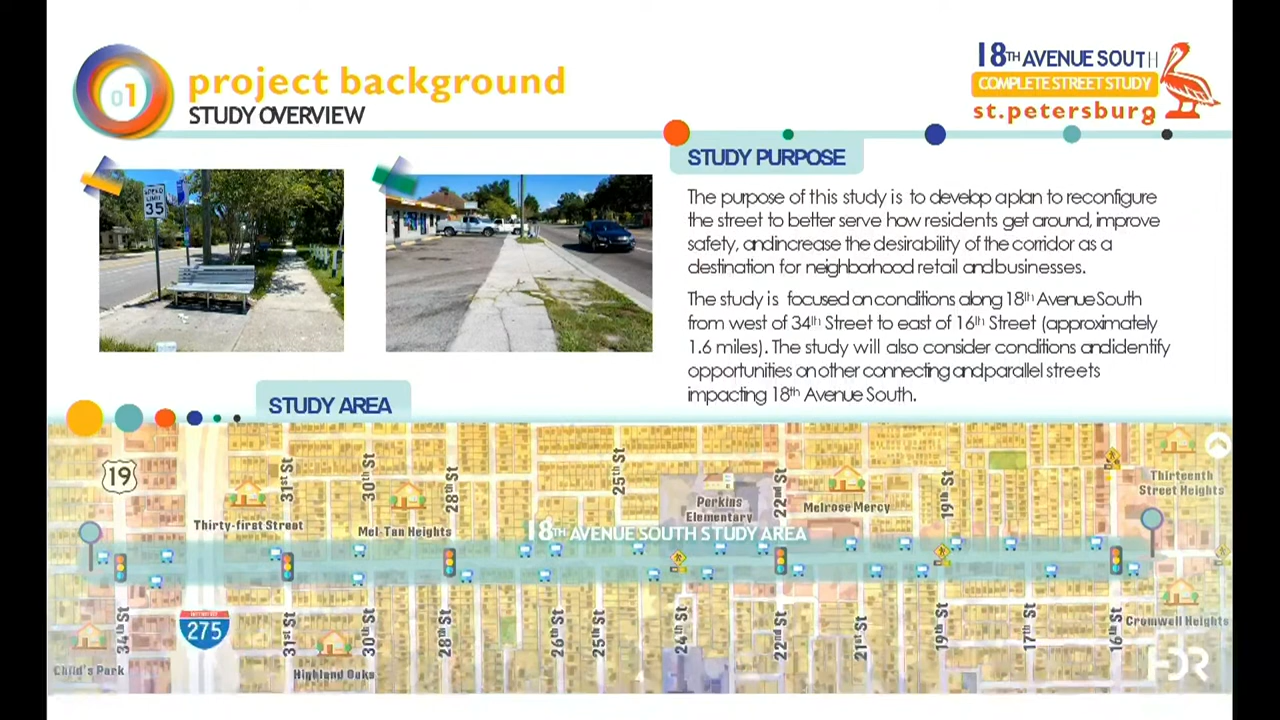 01
project background
STUDY OVERVIEW
18TH AVENUE SOUTH
COMPLETE STREET STUDY
st.petersburg
SPEED
LIMIT
35
STUDY PURPOSE
The purpose of this study is to develop a plan to reconfigure
the street to better serve how residents get around, improve
safety, and increase the desirability of the corridor as a
destination for neighborhood retail and businesses.
The study is focused on conditions along 18th Avenue South
from west of 34th Street to east of 16th Street (approximately
1.6 miles). The study will also consider conditions and identify
opportunities on other connecting and parallel streets
impacting 18th Avenue South.
STUDY AREA
19
31st St
30th St
28th St
25th St
22nd St
19th St
Thirty-first Street
Mel-Tan Heights
Perkins
Elementary
Melrose Mercy
Thirteenth
Street Heights
18TH AVENUE SOUTH STUDY AREA
34th St
275
31st St
30th St
28th St
26th St
25th St
24th St
22nd St
21st St
19th St
17th St
16th St
Child's Park
Highland Oaks
Cromwell Heights
HDR